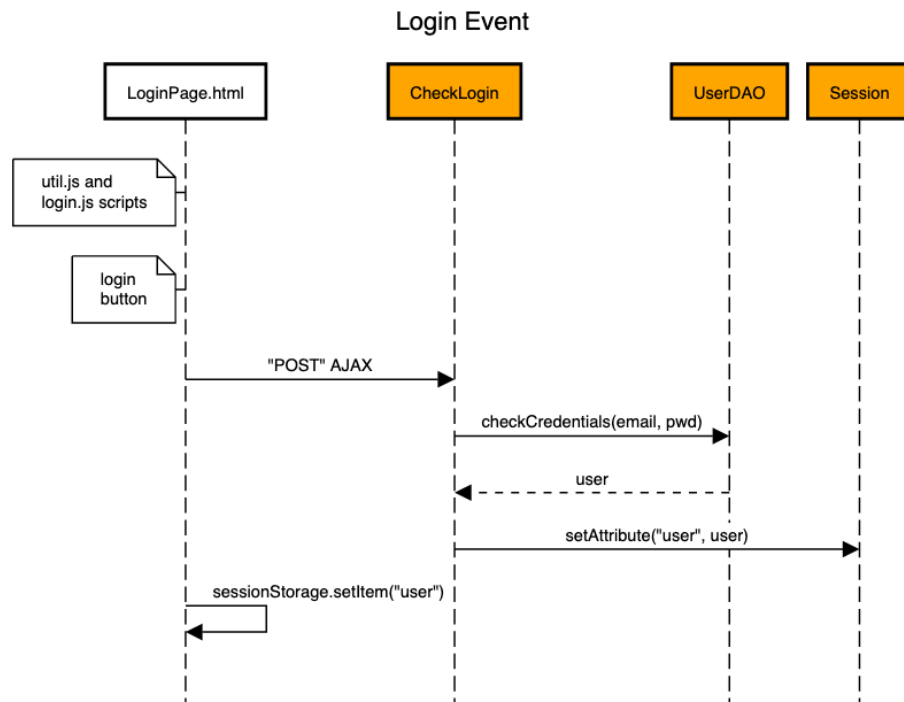 Login Event
LoginPage.html
CheckLogin
UserDAO
Session
util.js and
login.js scripts
login
button
"POST" AJAX
checkCredentials(email, pwd)
user
setAttribute("user", user)
sessionStorage.setItem("user")